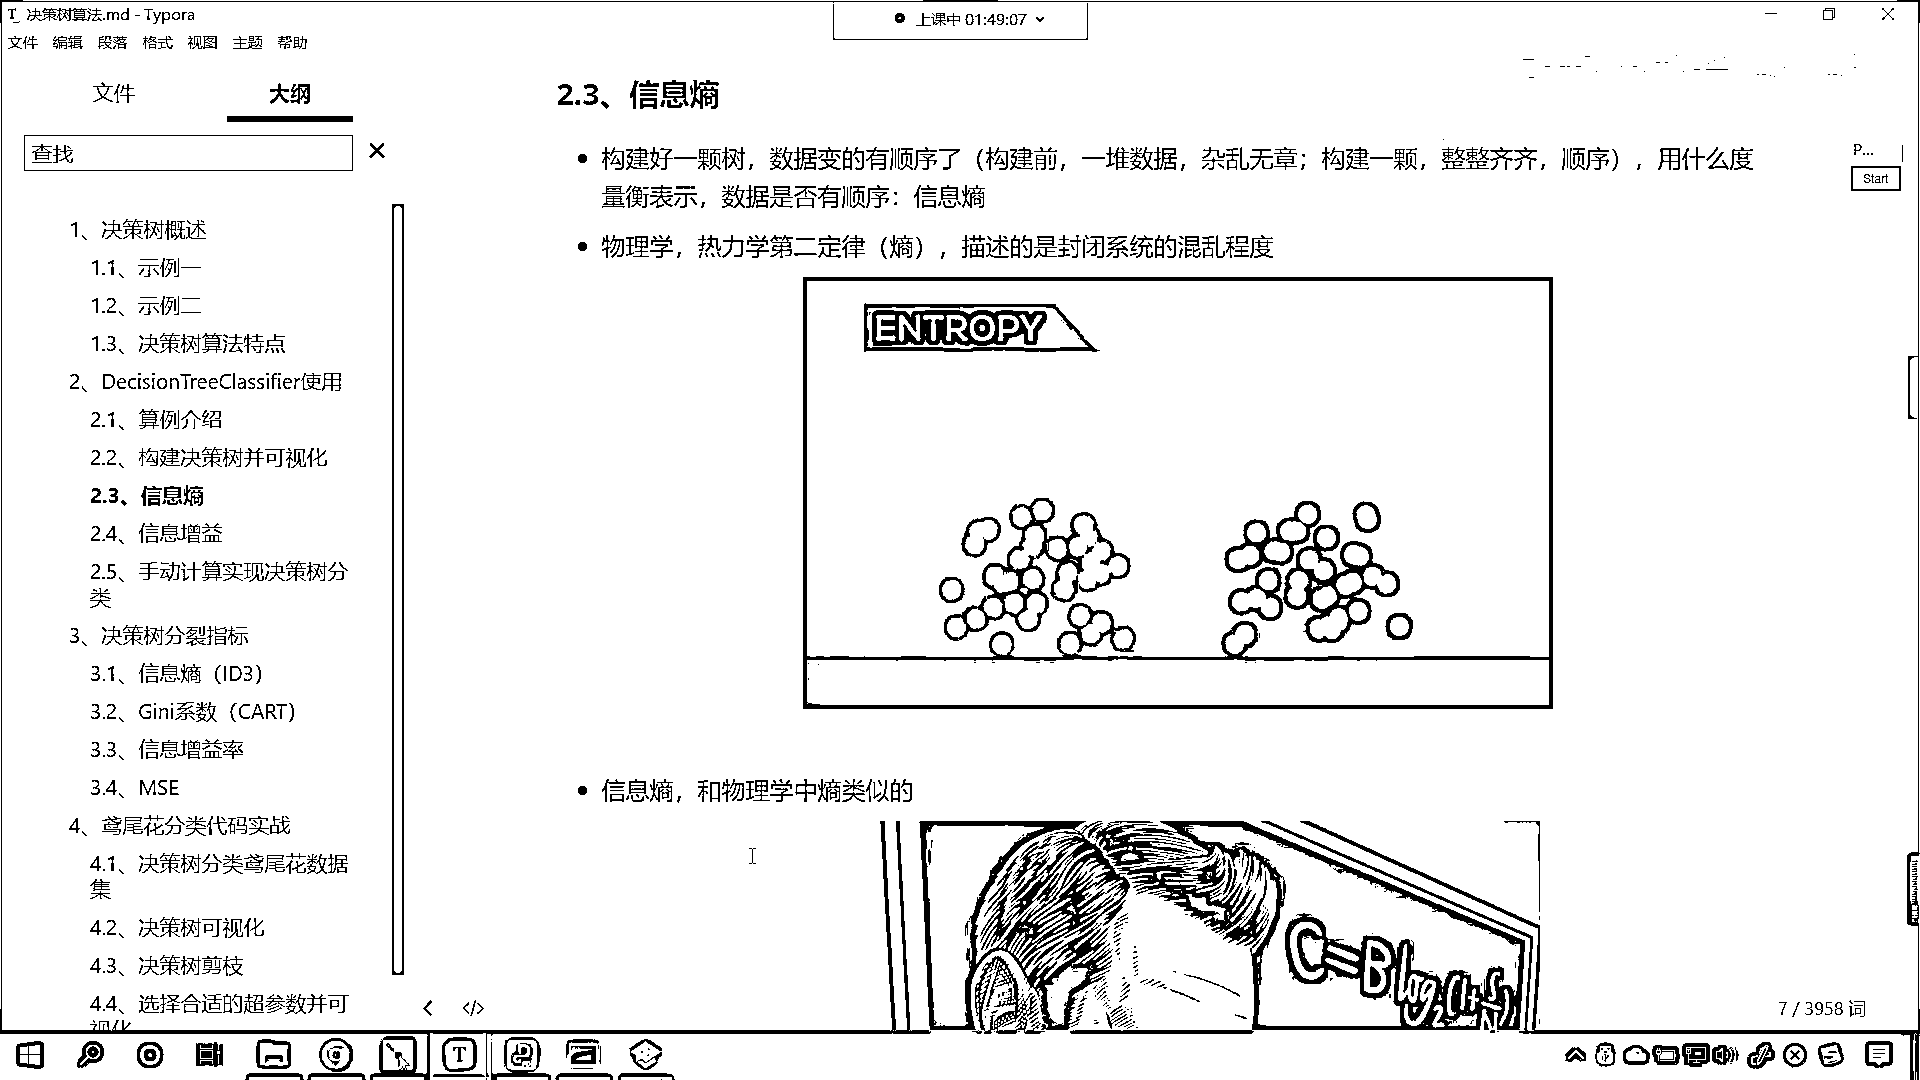 决策树算法.md - Typora
上课中 01:49:07
文件 编辑 段落 格式 视图 主题 帮助
文件 大纲
查找
1、决策树概述
1.1、示例一
1.2、示例二
1.3、决策树算法特点
2、DecisionTreeClassifier使用
2.1、算例介绍
2.2、构建决策树并可视化
2.3、信息熵
2.4、信息增益
2.5、手动计算实现决策树分
类
3、决策树分裂指标
3.1、信息熵（ID3）
3.2、Gini系数（CART）
3.3、信息增益率
3.4、MSE
4、鸢尾花分类代码实战
4.1、决策树分类鸢尾花数据
集
4.2、决策树可视化
4.3、决策树剪枝
4.4、选择合适的超参数并可
视化
2.3、信息熵
构建好一颗树，数据变的有顺序了（构建前，一堆数据，杂乱无章；构建一颗，整整齐齐，顺序），用什么度
量衡表示，数据是否有顺序：信息熵
物理学，热力学第二定律（熵），描述的是封闭系统的混乱程度
ENTROPY
信息熵，和物理学中熵类似的
C=Blog2(1+S/N)
P...
Start
7 / 3958 词